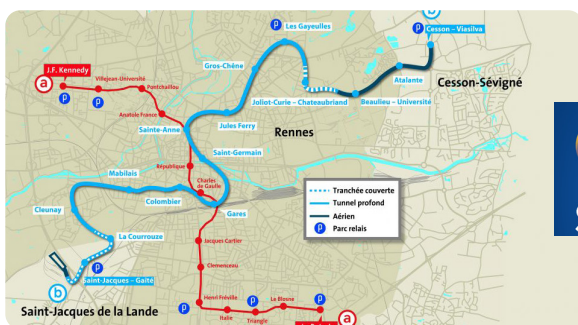 b
P
Les Gayeulles
P
Cesson - Viasilva
J.F. Kennedy
a
Villejean-Université
Pontchaillou
P
P
Gros-Chêne
P
Atalante
Cesson-Sévigné
Joliot-Curie - Chateaubriand
Beaulieu - Université
Anatole France
Sainte-Anne
Jules Ferry
Rennes
Saint-Germain
République
Mabilais
Charles
de Gaulle
Colombier
Cleunay
Gares
Tranchée couverte
Tunnel profond
Aérien
P
Parc relais
La Courrouze
Jacques Cartier
P
Saint-Jacques - Gaîté
Clemenceau
b
Saint-Jacques de la Lande
P
Henri Fréville
Italie
P
Triangle
Le Blosne
P
a